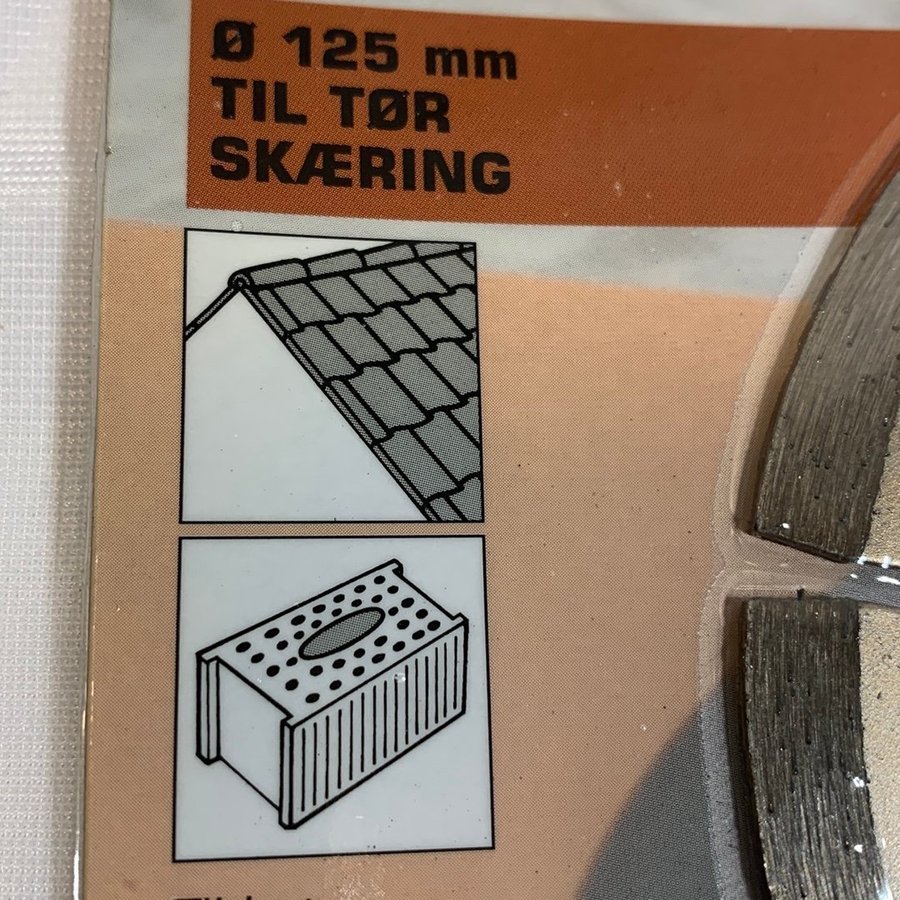 Ø 125 mm
TIL TØR
SKÆRING